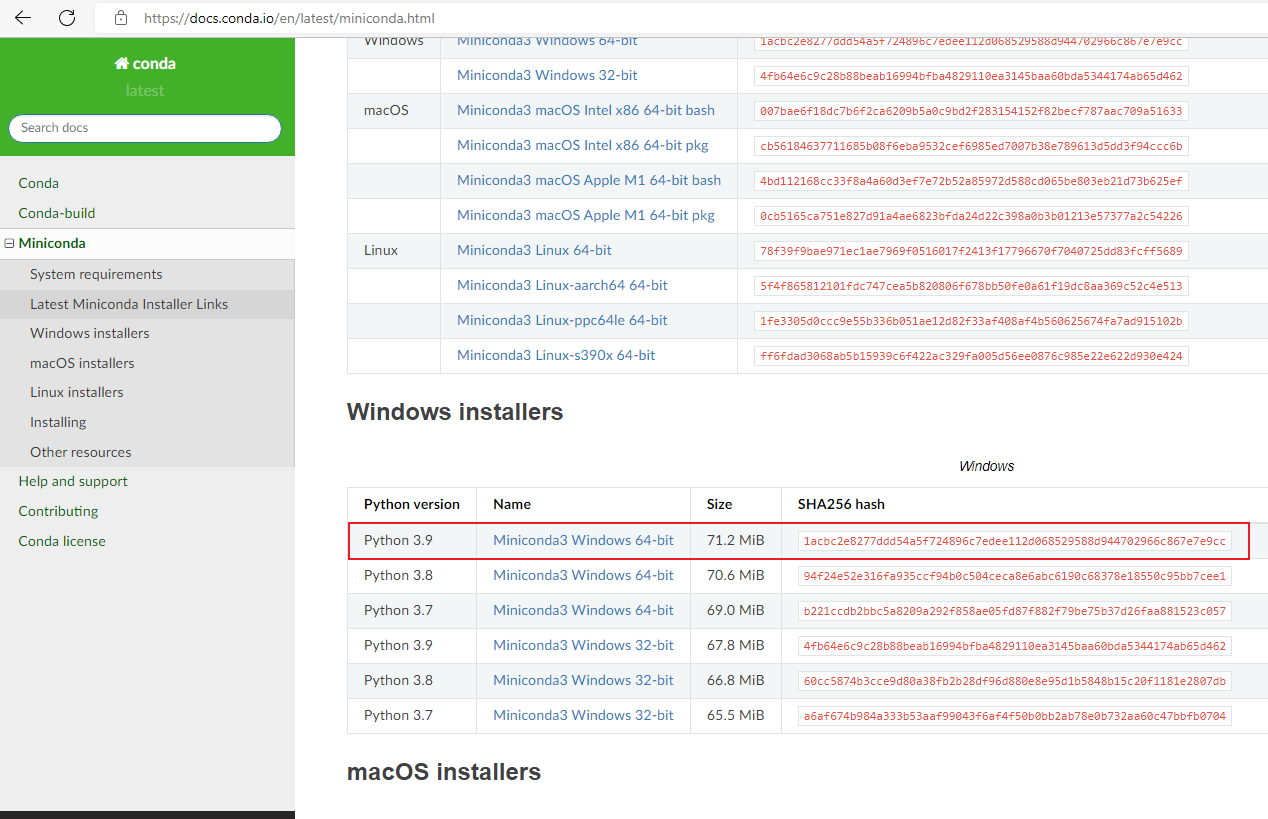 https://docs.conda.io/en/latest/miniconda.html
conda
latest
Search docs
Conda
Conda-build
Miniconda
System requirements
Latest Miniconda Installer Links
Windows installers
macOS installers
Linux installers
Installing
Other resources
Help and support
Contributing
Conda license
Windows Miniconda3 Windows 64-bit 1acbc2e8277ddd54a5f724896c7edee112d068529588d944702966c867e7e9cc
Miniconda3 Windows 32-bit 4fb64e6c9c28b88beab16994bfba4829110ea3145baa60bda5344174ab65d462
macOS Miniconda3 macOS Intel x86 64-bit bash 007bae6f18dc7b6f2ca6209b5a0c9bd2f283154152f82becf787aac709a51633
Miniconda3 macOS Intel x86 64-bit pkg cb56184637711685b08f6eba9532cef6985ed7007b38e789613d5dd3f94ccc6b
Miniconda3 macOS Apple M1 64-bit bash 4bd112168cc33f8a4a60d3ef7e72b52a85972d588cd065be803eb21d73b625ef
Miniconda3 macOS Apple M1 64-bit pkg 0cb5165ca751e827d91a4ae6823bfda24d22c398a0b3b01213e57377a2c54226
Linux Miniconda3 Linux 64-bit 78f39f9bae971ec1ae7969f0516017f2413f17796670f7040725dd83fcff5689
Miniconda3 Linux-aarch64 64-bit 5f4f865812101fdc747cea5b820806f678bb50fe0a61f19dc8aa369c52c4e513
Miniconda3 Linux-ppc64le 64-bit 1fe3305d0ccc9e55b336b051ae12d82f33af408af4b560625674fa7ad915102b
Miniconda3 Linux-s390x 64-bit ff6fdad3068ab5b15939c6f422ac329fa005d56ee0876c985e22e622d930e424
Windows installers
Windows
Python version Name Size SHA256 hash
Python 3.9 Miniconda3 Windows 64-bit 71.2 MiB 1acbc2e8277ddd54a5f724896c7edee112d068529588d944702966c867e7e9cc
Python 3.8 Miniconda3 Windows 64-bit 70.6 MiB 94f24e52e316fa935ccf94b0c504ceca8e6abc6190c68378e18550c95bb7cee1
Python 3.7 Miniconda3 Windows 64-bit 69.0 MiB b221ccdb2bbc5a8209a292f858ae05fd87f882f79be75b37d26faa881523c057
Python 3.9 Miniconda3 Windows 32-bit 67.8 MiB 4fb64e6c9c28b88beab16994bfba4829110ea3145baa60bda5344174ab65d462
Python 3.8 Miniconda3 Windows 32-bit 66.8 MiB 60cc5874b3cce9d80a38fb2b28df96d880e8e95d1b5848b15c20f1181e2807db
Python 3.7 Miniconda3 Windows 32-bit 65.5 MiB a6af674b984a333b53aaf99043f6af4f50b0bb2ab78e0b732aa60c47bbfb0704
macOS installers